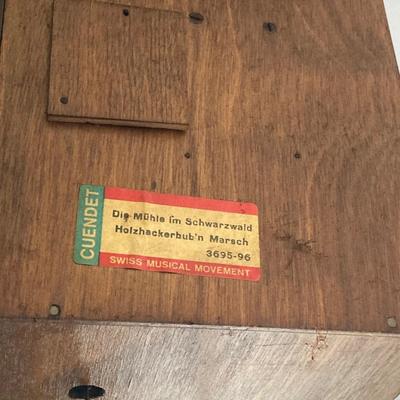 CUENDET
Die Mühle im Schwarzwald
Holzhackerbub'n Marsch
3695-96
SWISS MUSICAL MOVEMENT